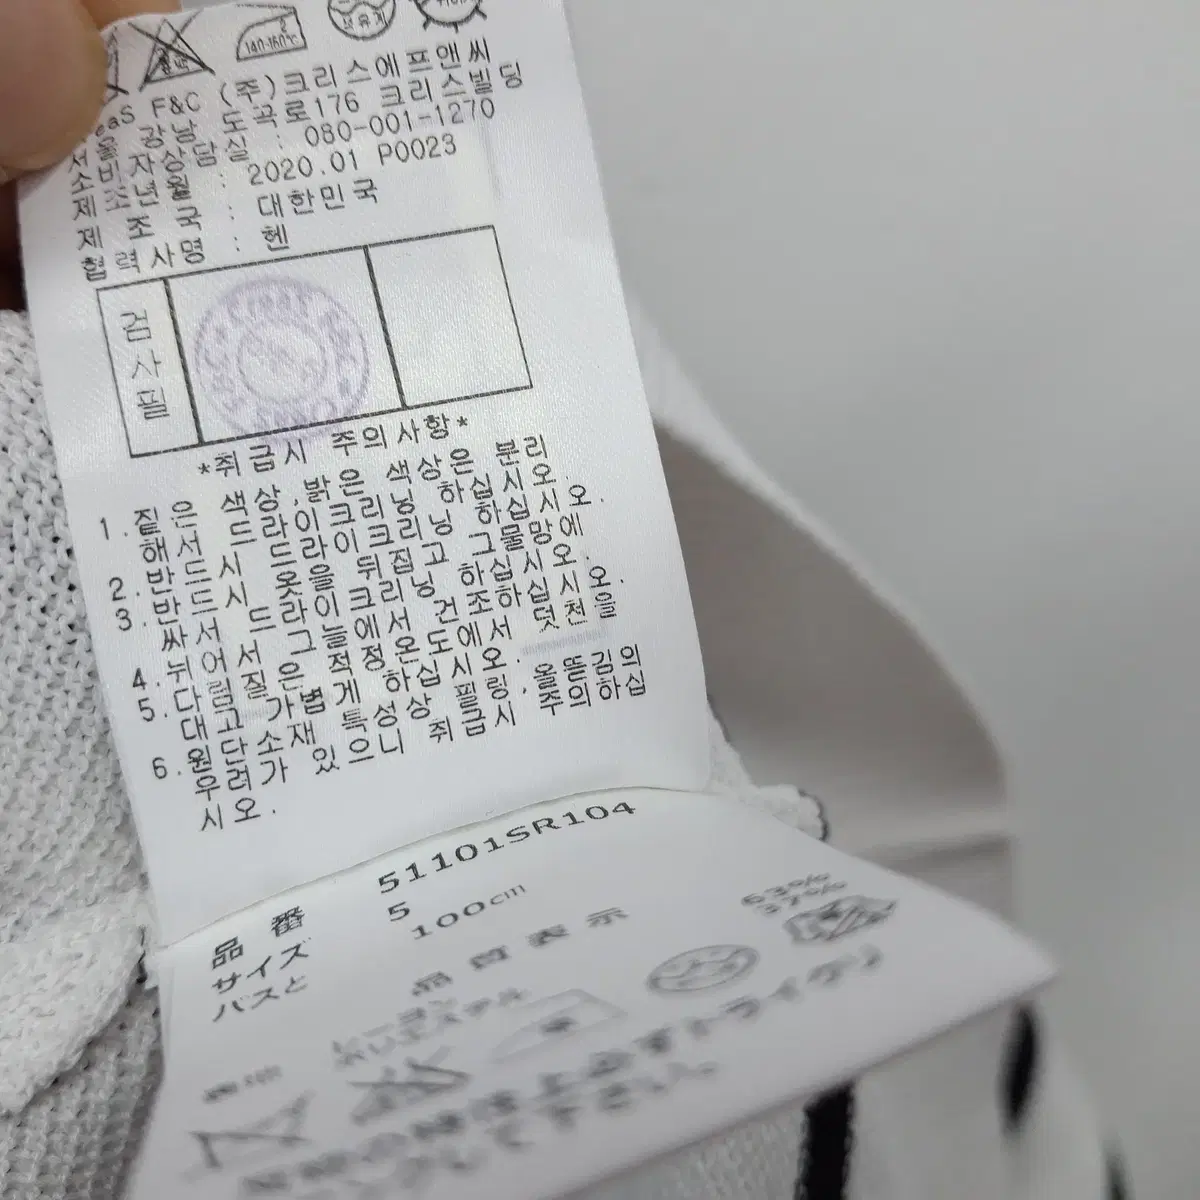 140~160℃
F&C (주)크리스에프앤씨
서울 강남 도곡로176 크리스빌딩
소비자상담실 : 080-001-1270
제조년월 : 2020.01 P0023
제 조 국 : 대한민국
협력사명 : 헨
검사필
*취급시 주의사항*
1.짙은 색상,밝은 색상은 분리
해서 드라이크리닝 하십시오.
2.반드시 드라이크리닝 하십시오.
3.반드시 옷을 뒤집고 그물망에
싸서 드라이크리닝 하십시오.
4.뉘어서 그늘에서 건조하십시오.
5.다림질은 적정온도에서 덧천을
대고 가볍게 하십시오.
6.원단소재 특성상 필링,올뜯김의
우려가 있으니 취급시 주의하십
시오.
品番 51101SR104
サイズ 5
バスと 100cm
品質表示
63%
37%